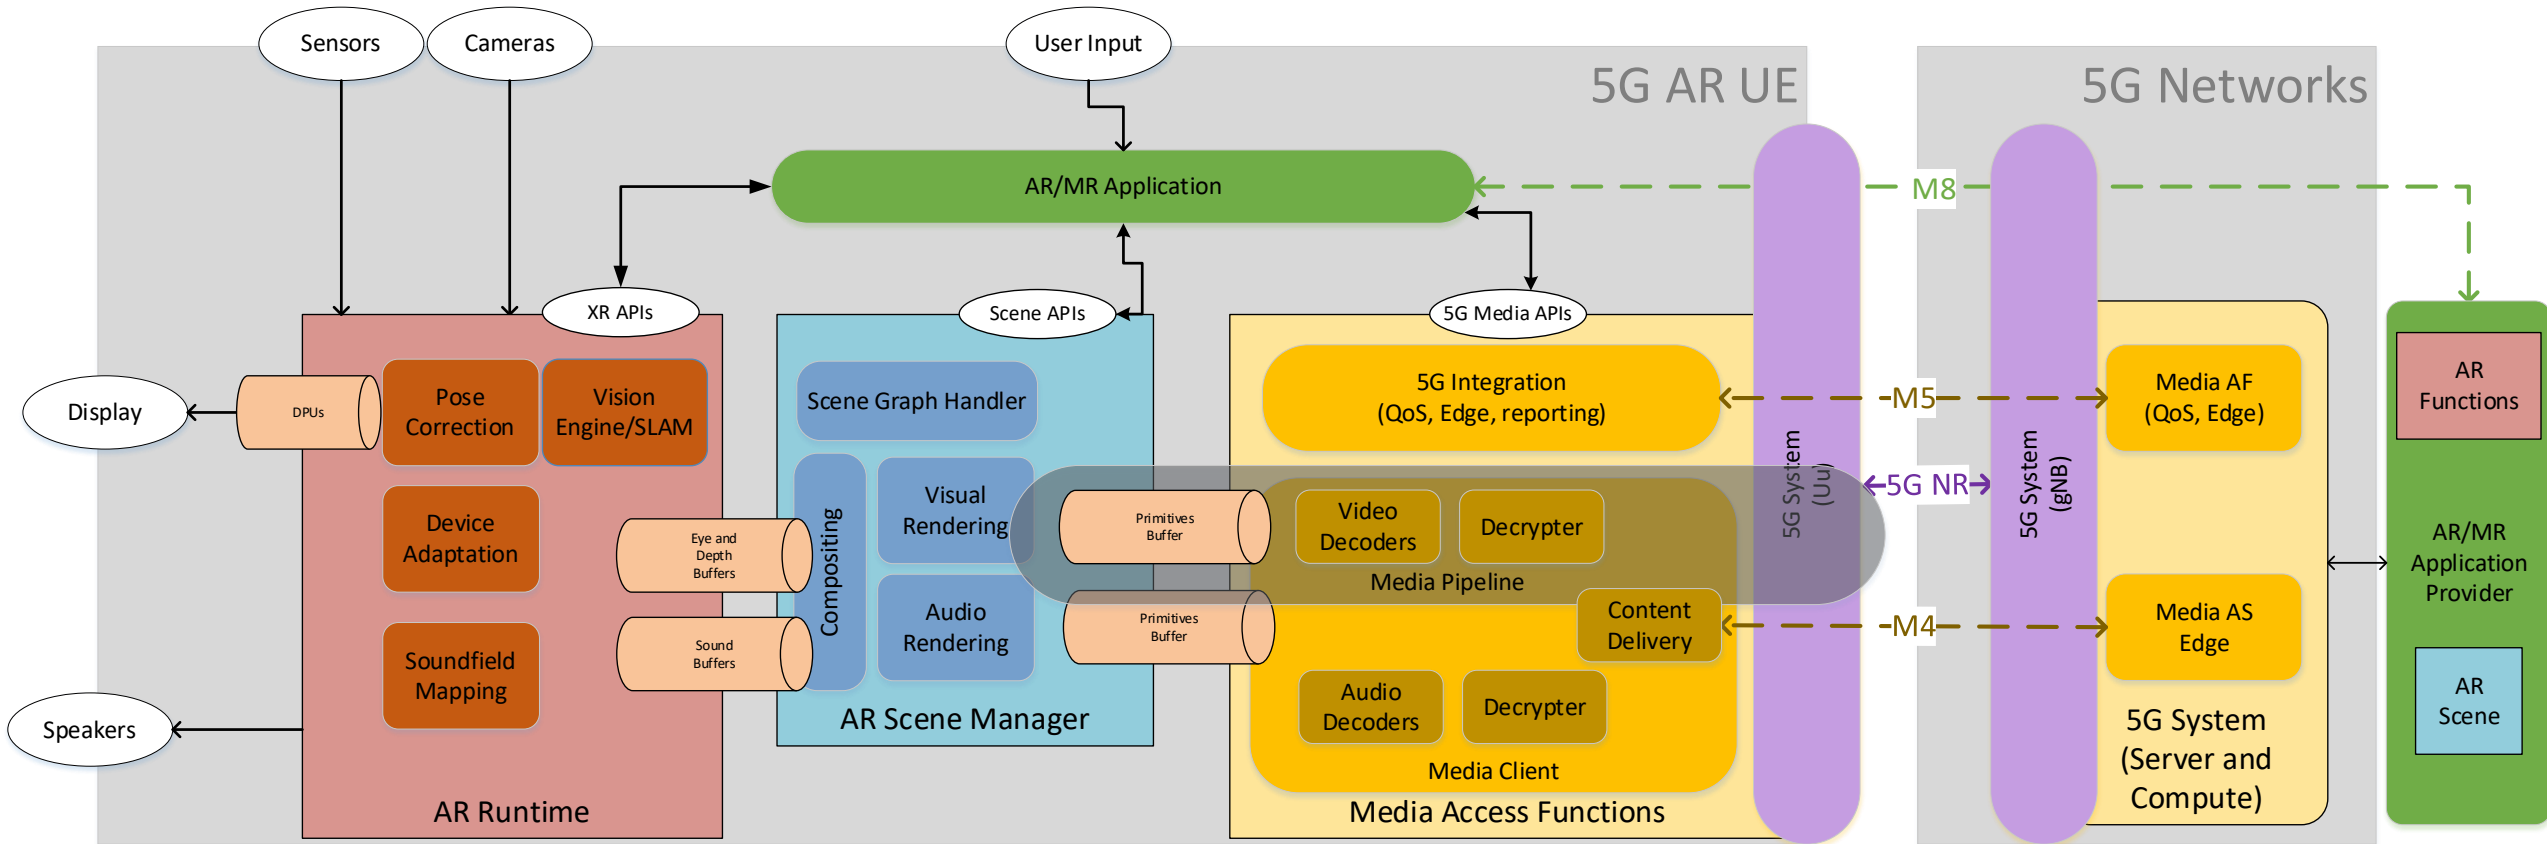 Sensors
Cameras
User Input
5G AR UE
5G Networks
AR/MR Application
M8
XR APIs
Scene APIs
5G Media APIs
Display
DPUs
Pose
Correction
Vision
Engine/SLAM
Device
Adaptation
Soundfield
Mapping
Speakers
AR Runtime
Eye and
Depth
Buffers
Sound
Buffers
Scene Graph Handler
Compositing
Visual
Rendering
Audio
Rendering
AR Scene Manager
Primitives
Buffer
Primitives
Buffer
5G Integration
(QoS, Edge, reporting)
Video
Decoders
Decrypter
Media Pipeline
Content
Delivery
Audio
Decoders
Decrypter
Media Client
Media Access Functions
5G System
(Uu)
M5
5G NR
M4
5G System
(gNB)
Media AF
(QoS, Edge)
Media AS
Edge
5G System
(Server and
Compute)
AR
Functions
AR/MR
Application
Provider
AR
Scene